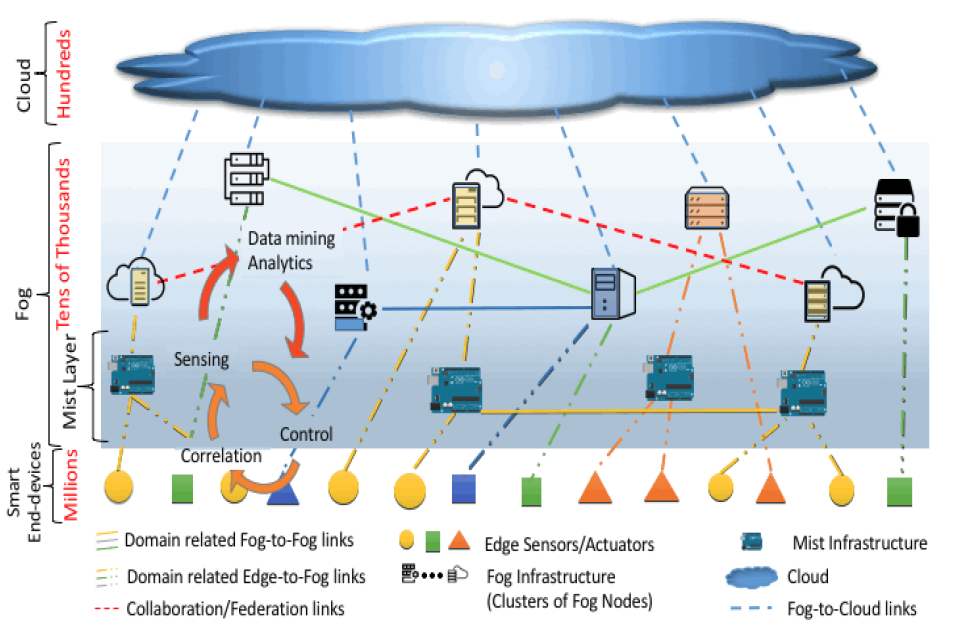 Cloud
Hundreds
Fog
Tens of Thousands
Data mining
Analytics
Mist Layer
Sensing
Control
Correlation
Smart
End-devices
Millions
Domain related Fog-to-Fog links
Edge Sensors/Actuators
Mist Infrastructure
Domain related Edge-to-Fog links
Fog Infrastructure
(Clusters of Fog Nodes)
Cloud
Collaboration/Federation links
Fog-to-Cloud links